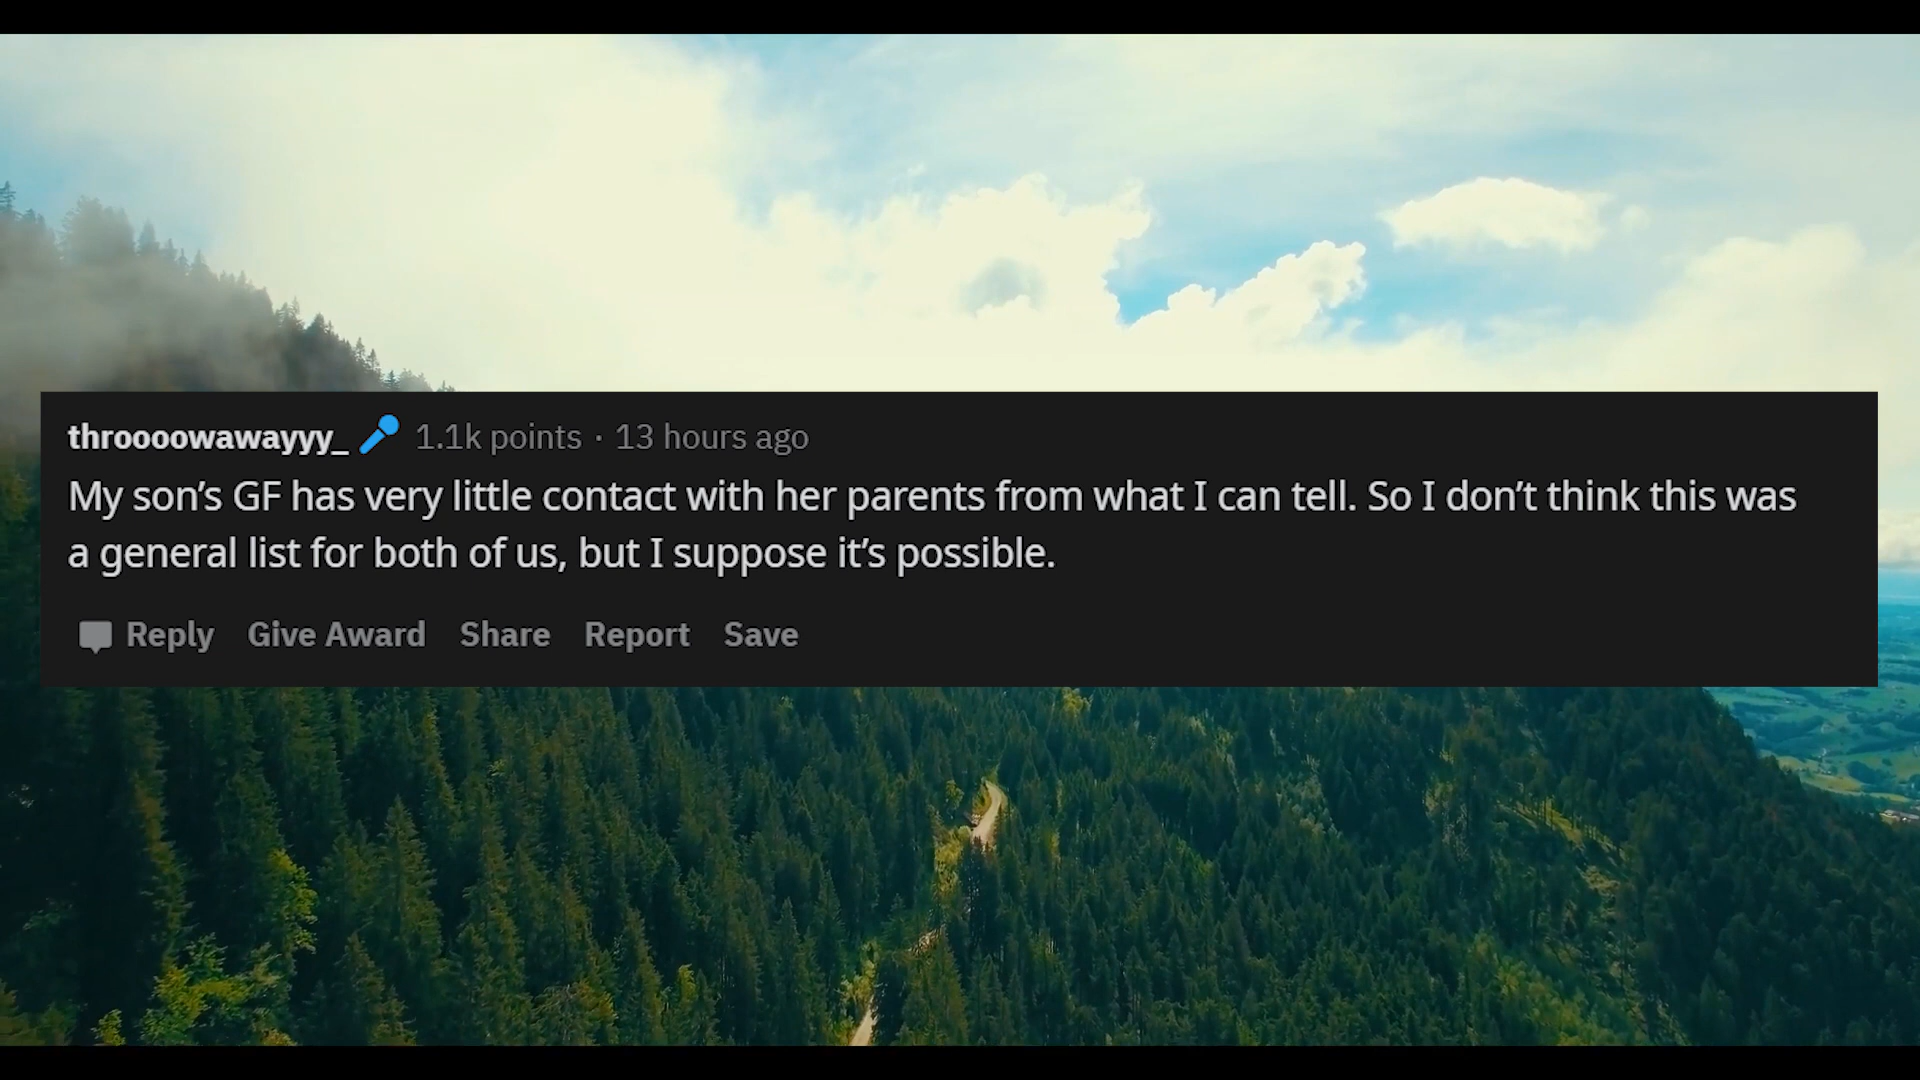 throooowawayyy_ 1.1k points · 13 hours ago
My son’s GF has very little contact with her parents from what I can tell. So I don’t think this was
a general list for both of us, but I suppose it’s possible.
Reply Give Award Share Report Save